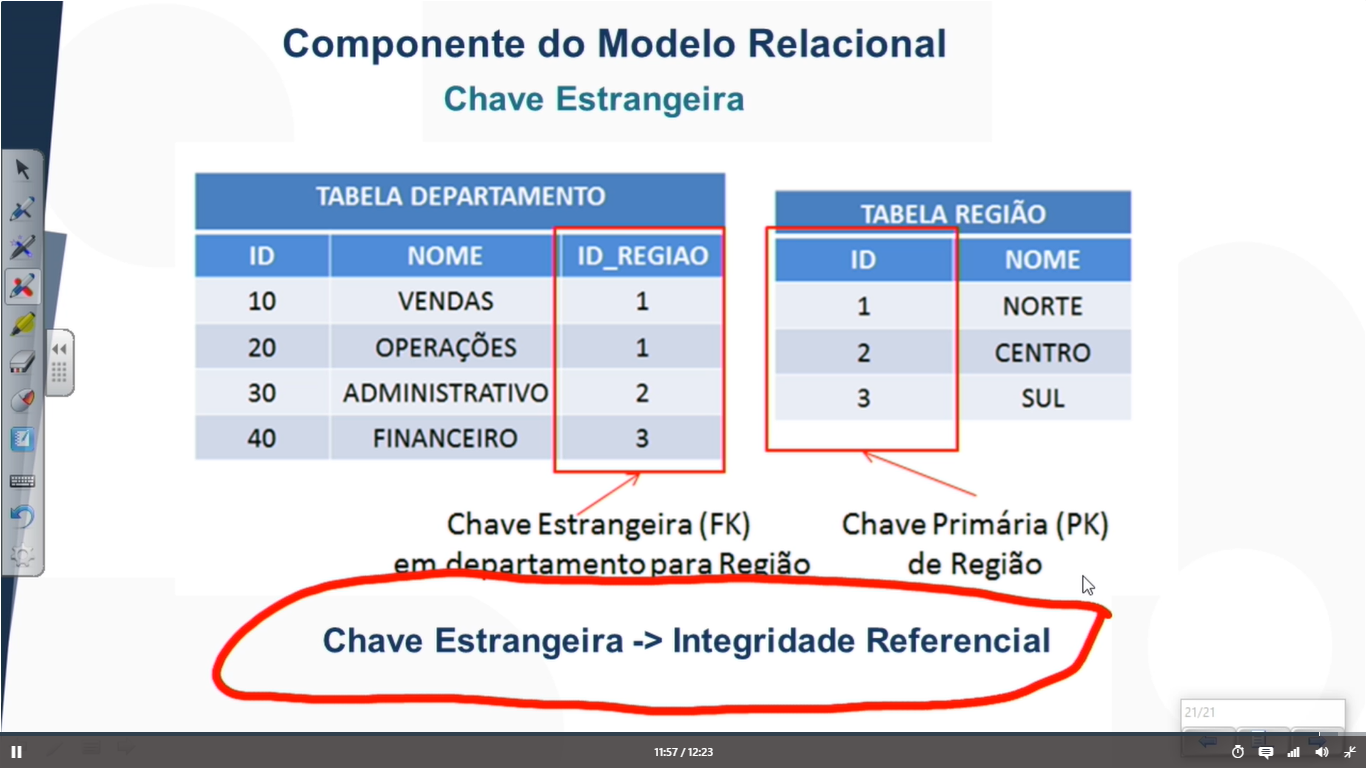 Componente do Modelo Relacional
Chave Estrangeira
TABELA DEPARTAMENTO
ID NOME ID_REGIAO
10 VENDAS 1
20 OPERAÇÕES 1
30 ADMINISTRATIVO 2
40 FINANCEIRO 3
TABELA REGIÃO
ID NOME
1 NORTE
2 CENTRO
3 SUL
Chave Estrangeira (FK)
em departamento para Região
Chave Primária (PK)
de Região
Chave Estrangeira -> Integridade Referencial
21/21
11:57 / 12:23